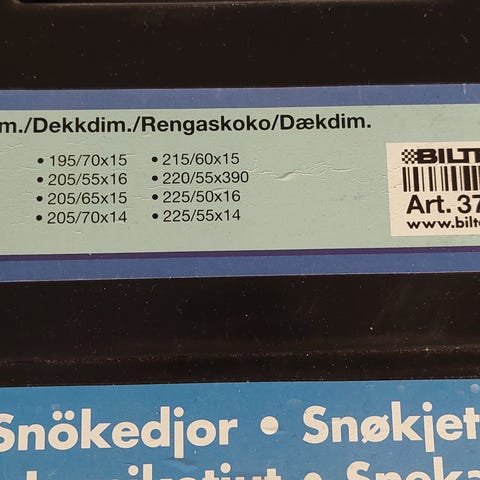 m./Dekkdim./Rengaskoko/Dækdim.
• 195/70x15 • 215/60x15
• 205/55x16 • 220/55x390
• 205/65x15 • 225/50x16
• 205/70x14 • 225/55x14
BILT
Art. 37
www.bilt
Snökedjor • Snøkjet